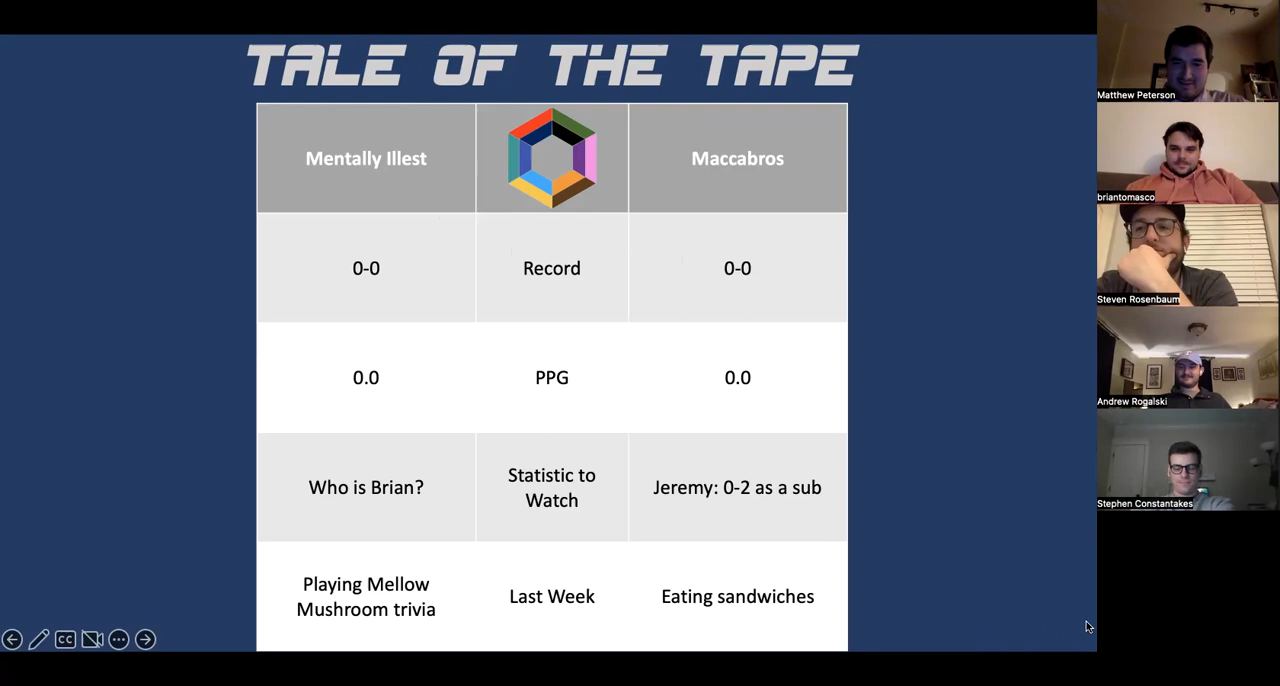 TALE OF THE TAPE
Mentally Illest
Maccabros
0-0
Record
0-0
0.0
PPG
0.0
Who is Brian?
Statistic to
Watch
Jeremy: 0-2 as a sub
Playing Mellow
Mushroom trivia
Last Week
Eating sandwiches
CC
Matthew Peterson
briantomasco
Steven Rosenbaum
Andrew Rogalski
Stephen Constantakes